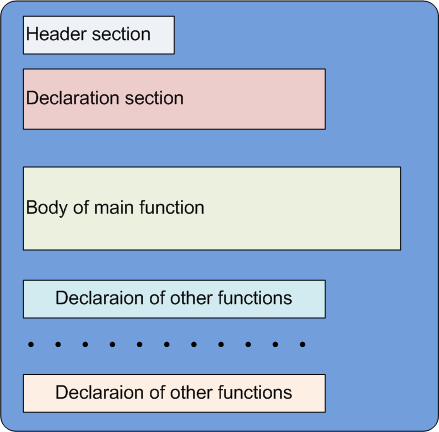 Header section
Declaration section
Body of main function
Declaraion of other functions
Declaraion of other functions